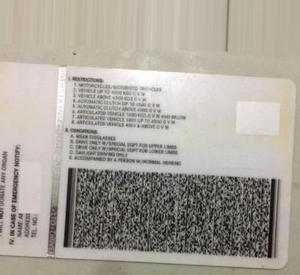 I. RESTRICTIONS:
1. MOTORCYCLES/MOTORIZED TRICYCLES
2. VEHICLE UP TO 4500 KGS G V W
3. VEHICLE ABOVE 4500 KGS G V W
4. AUTOMATIC CLUTCH UP TO 4500 G V W
5. AUTOMATIC CLUTCH ABOVE 4500 G V W
6. ARTICULATED VEHICLE 1600 KGS G V W AND BELOW
7. ARTICULATED VEHICLE 1601 UP TO 4500 G V W
8. ARTICULATED VEHICLE 4501 & ABOVE G V W
II. CONDITIONS:
A. WEAR EYEGLASSES
B. DRIVE ONLY W/SPECIAL EQPT FOR UPPER LIMBS
C. DRIVE ONLY W/SPECIAL EQPT FOR LOWER LIMBS
D. DAYLIGHT DRIVING ONLY
E. ACCOMPANIED BY A PERSON W/NORMAL HEARING
NOT DONATE ANY ORGAN
IV. IN CASE OF EMERGENCY NOTIFY:
NAME:
ADDRESS
TEL. NO.: